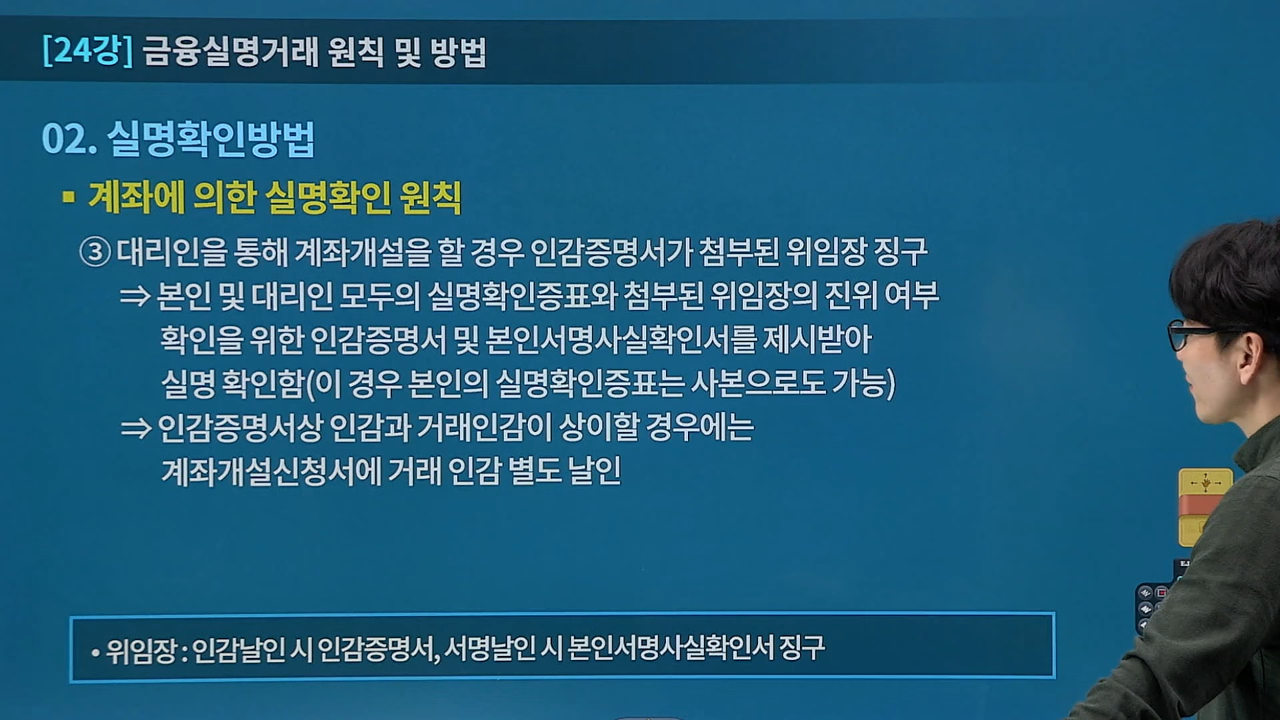 [24강] 금융실명거래 원칙 및 방법
02. 실명확인방법
▪ 계좌에 의한 실명확인 원칙
③ 대리인을 통해 계좌개설을 할 경우 인감증명서가 첨부된 위임장 징구
⇒ 본인 및 대리인 모두의 실명확인증표와 첨부된 위임장의 진위 여부
확인을 위한 인감증명서 및 본인서명사실확인서를 제시받아
실명 확인함(이 경우 본인의 실명확인증표는 사본으로도 가능)
⇒ 인감증명서상 인감과 거래인감이 상이할 경우에는
계좌개설신청서에 거래 인감 별도 날인
• 위임장 : 인감날인 시 인감증명서, 서명날인 시 본인서명사실확인서 징구